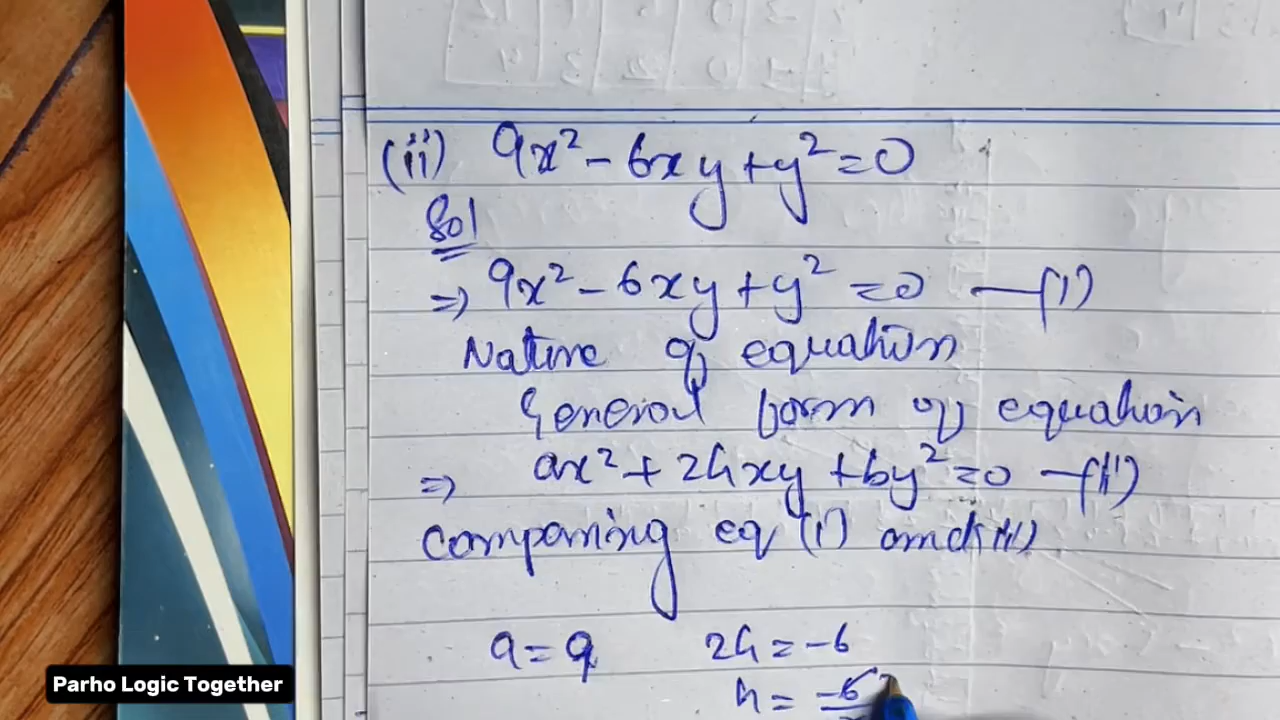 (ii) 9x² - 6xy + y² = 0
Sol
=> 9x² - 6xy + y² = 0 —(i)
Nature of equation
General form of equation
=> ax² + 2hxy + by² = 0 —(ii)
Comparing eq (i) and (ii)
a = 9 2h = -6
h = -6
Parho Logic Together